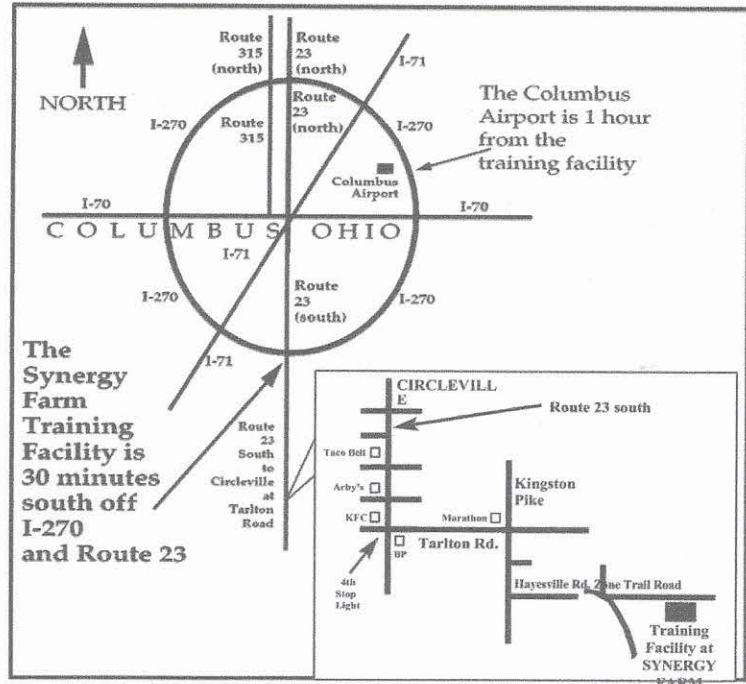 Route
315
(north)
Route
23
(north)
I-71
NORTH
I-270
Route
315
Route
23
(north)
I-270
The Columbus
Airport is 1 hour
from the
training facility
Columbus
Airport
I-70
I-70
COLUMBUS OHIO
I-71
I-270
Route
23
(south)
I-270
I-71
The
Synergy
Farm
Training
Facility is
30 minutes
south off
I-270
and Route 23
Route
23
South
to
Circleville
at
Tarlton
Road
CIRCLEVILL
E
Route 23 south
Taco Bell
Arby's
KFC
BP
Marathon
Kingston
Pike
Tarlton Rd.
4th
Stop
Light
Hayesville Rd.
Zone Trail Road
Training
Facility at
SYNERGY
FARM